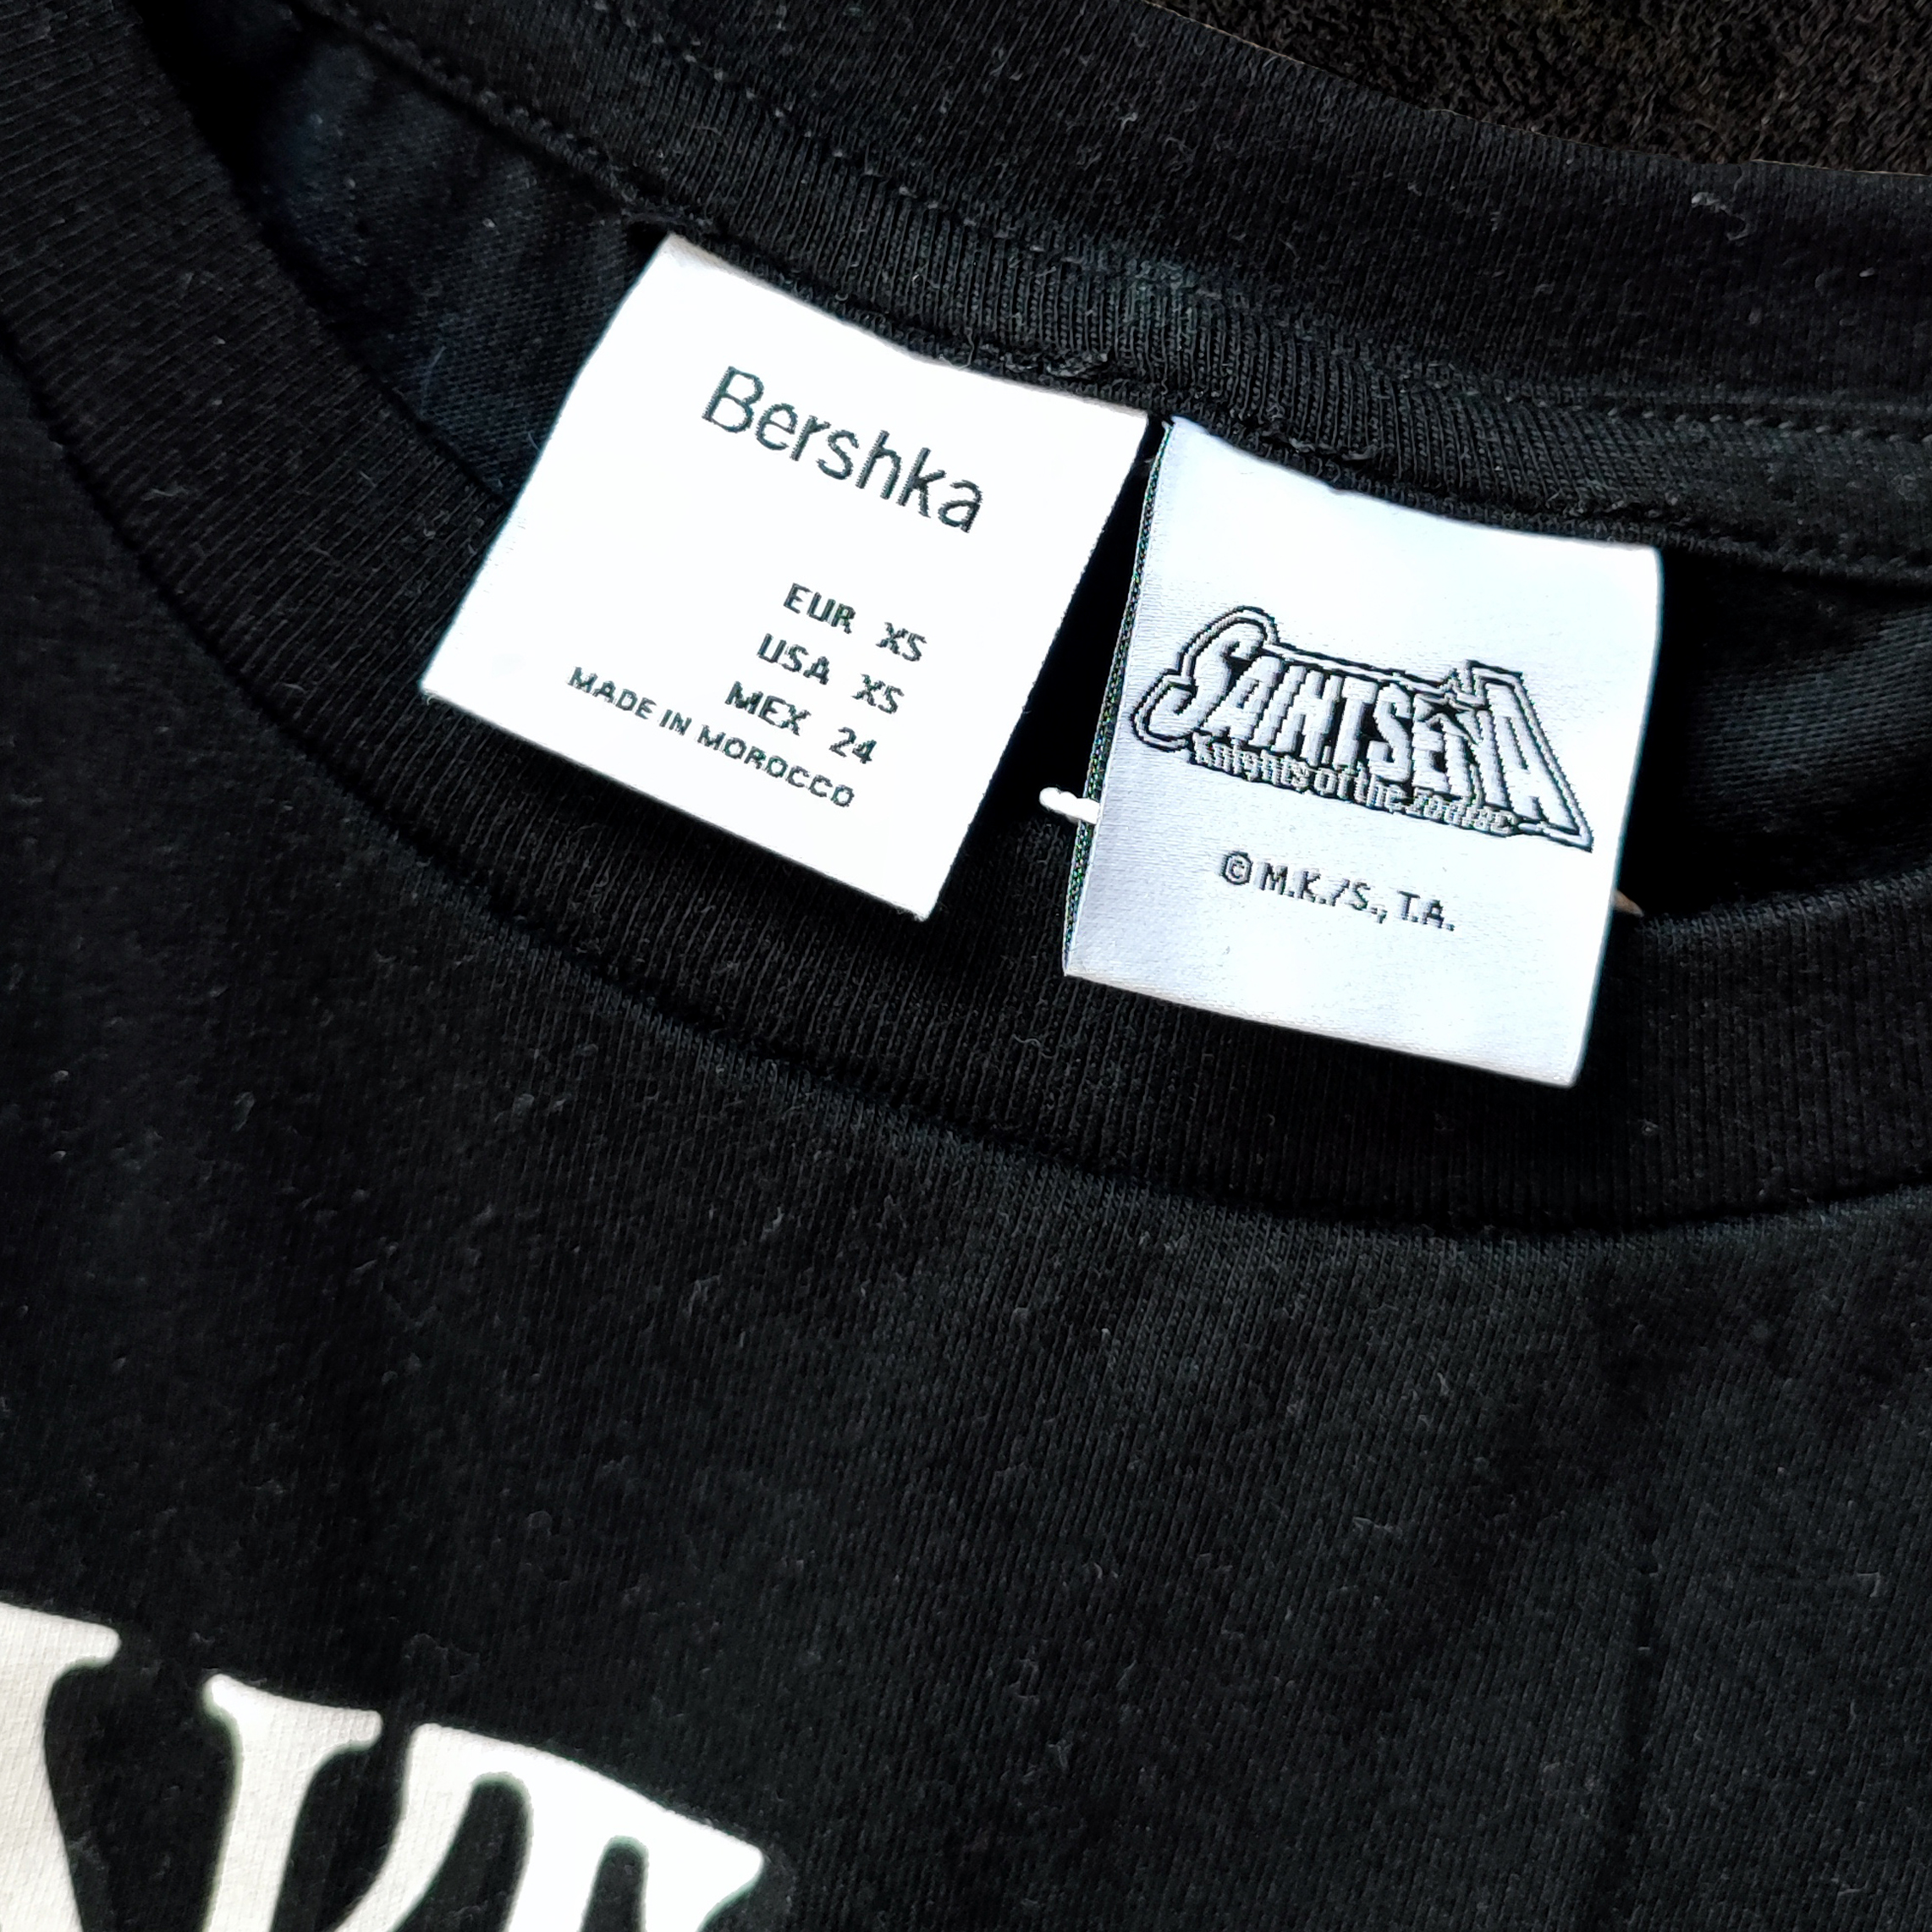 Bershka
EUR XS
USA XS
MEX 24
MADE IN MOROCCO
SAINT SEIYA
Knights of the Zodiac
© M.K./S., T.A.